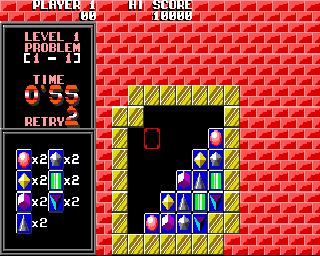 PLAYER 1 HI SCORE
00 10000
LEVEL 1
PROBLEM
[1 - 1]
TIME
0'55
RETRY 2
x2 x2
x2 x2
x2 x2
x2